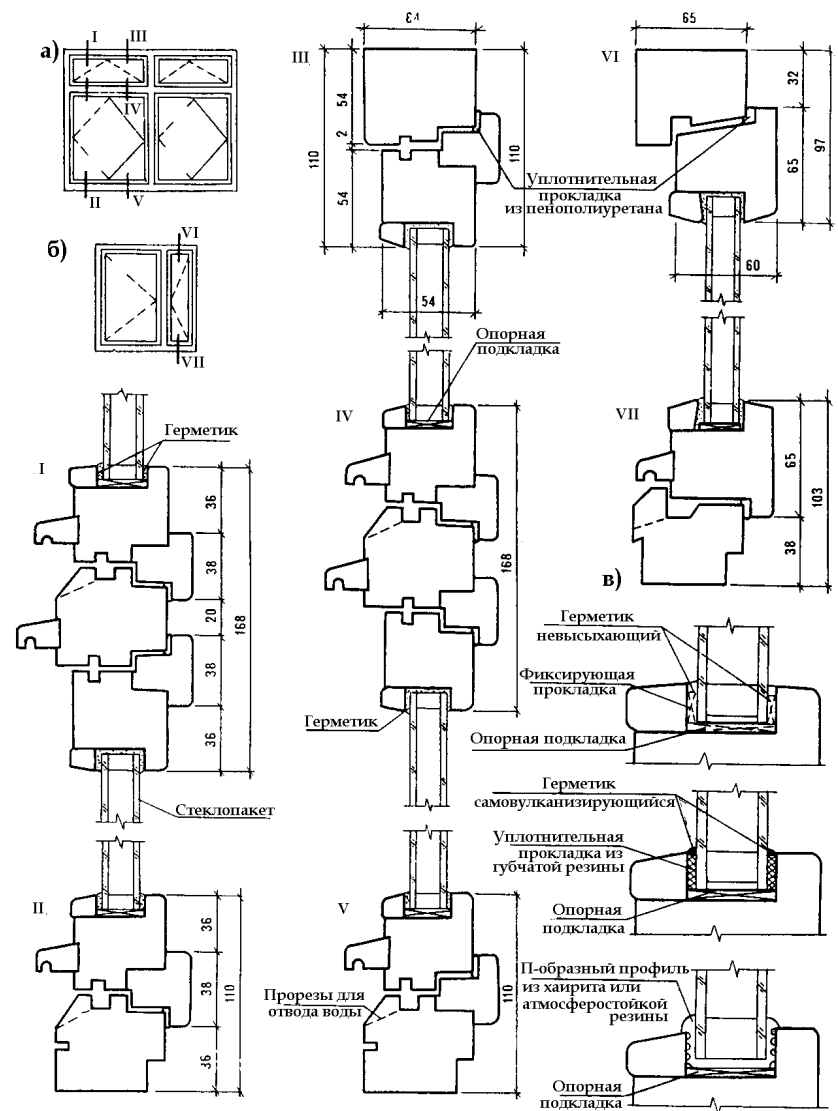 а)
I
III
IV
II
V
б)
VI
VII
III
64
110
54
2
54
110
Уплотнительная
прокладка
из пенополиуретана
54
VI
65
32
65
97
60
Опорная
подкладка
IV
168
Герметик
VII
65
38
103
I
Герметик
36
38
20
38
36
168
Стеклопакет
II
36
38
36
110
V
110
Прорезы для
отвода воды
в)
Герметик
невысыхающий
Фиксирующая
прокладка
Опорная подкладка
Герметик
самовулканизирующийся
Уплотнительная
прокладка из
губчатой резины
Опорная
подкладка
П-образный профиль
из хаирита или
атмосферостойкой
резины
Опорная
подкладка